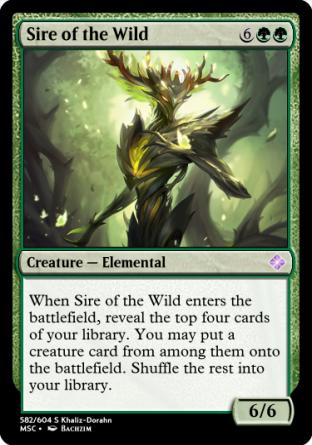 Sire of the Wild 6
Creature — Elemental
When Sire of the Wild enters the
battlefield, reveal the top four cards
of your library. You may put a
creature card from among them onto
the battlefield. Shuffle the rest into
your library.
6/6
582/604 S Khaliz-Dorahn
MSC • Bachzim